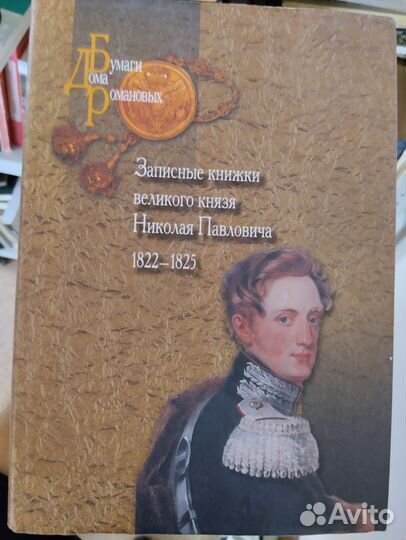 Бумаги
Дома
Романовых
Записные книжки
великого князя
Николая Павловича
1822–1825
Avito